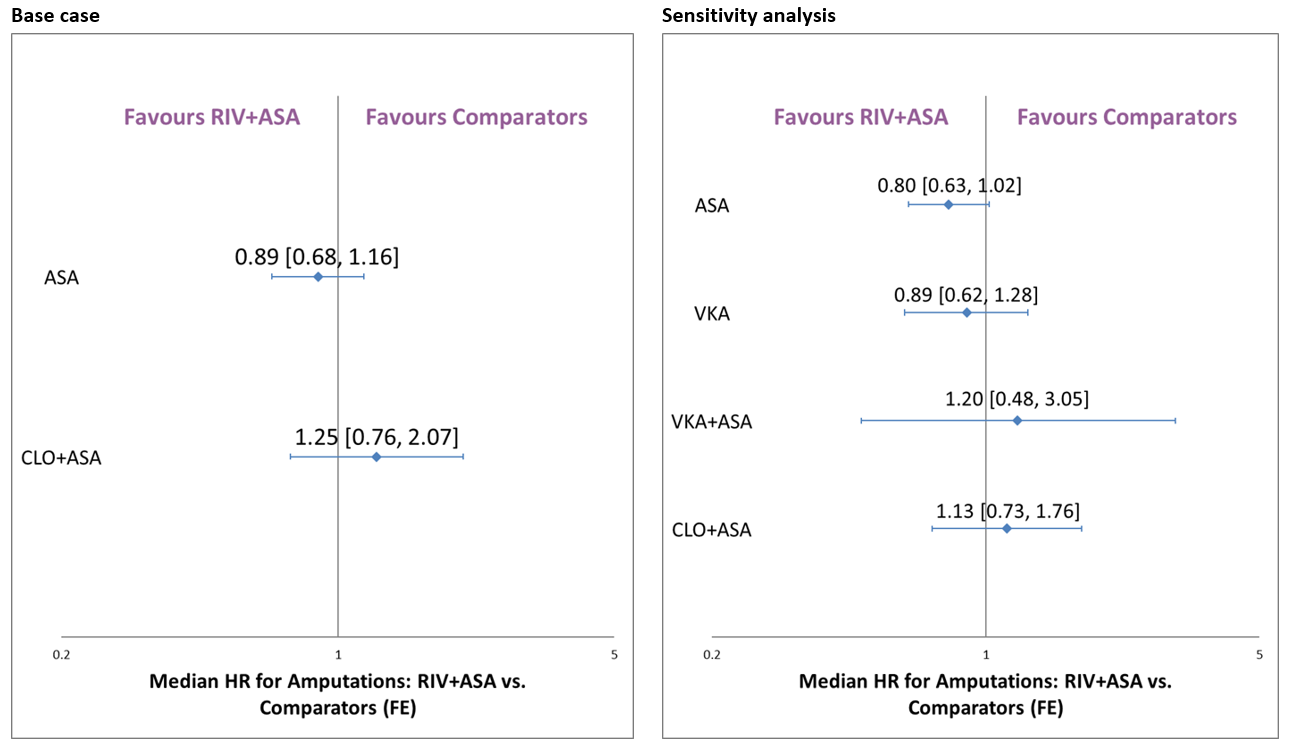 Base case
Favours RIV+ASA
Favours Comparators
0.89 [0.68, 1.16]
ASA
1.25 [0.76, 2.07]
CLO+ASA
0.2
1
5
Median HR for Amputations: RIV+ASA vs.
Comparators (FE)
Sensitivity analysis
Favours RIV+ASA
Favours Comparators
0.80 [0.63, 1.02]
ASA
0.89 [0.62, 1.28]
VKA
1.20 [0.48, 3.05]
VKA+ASA
1.13 [0.73, 1.76]
CLO+ASA
0.2
1
5
Median HR for Amputations: RIV+ASA vs.
Comparators (FE)